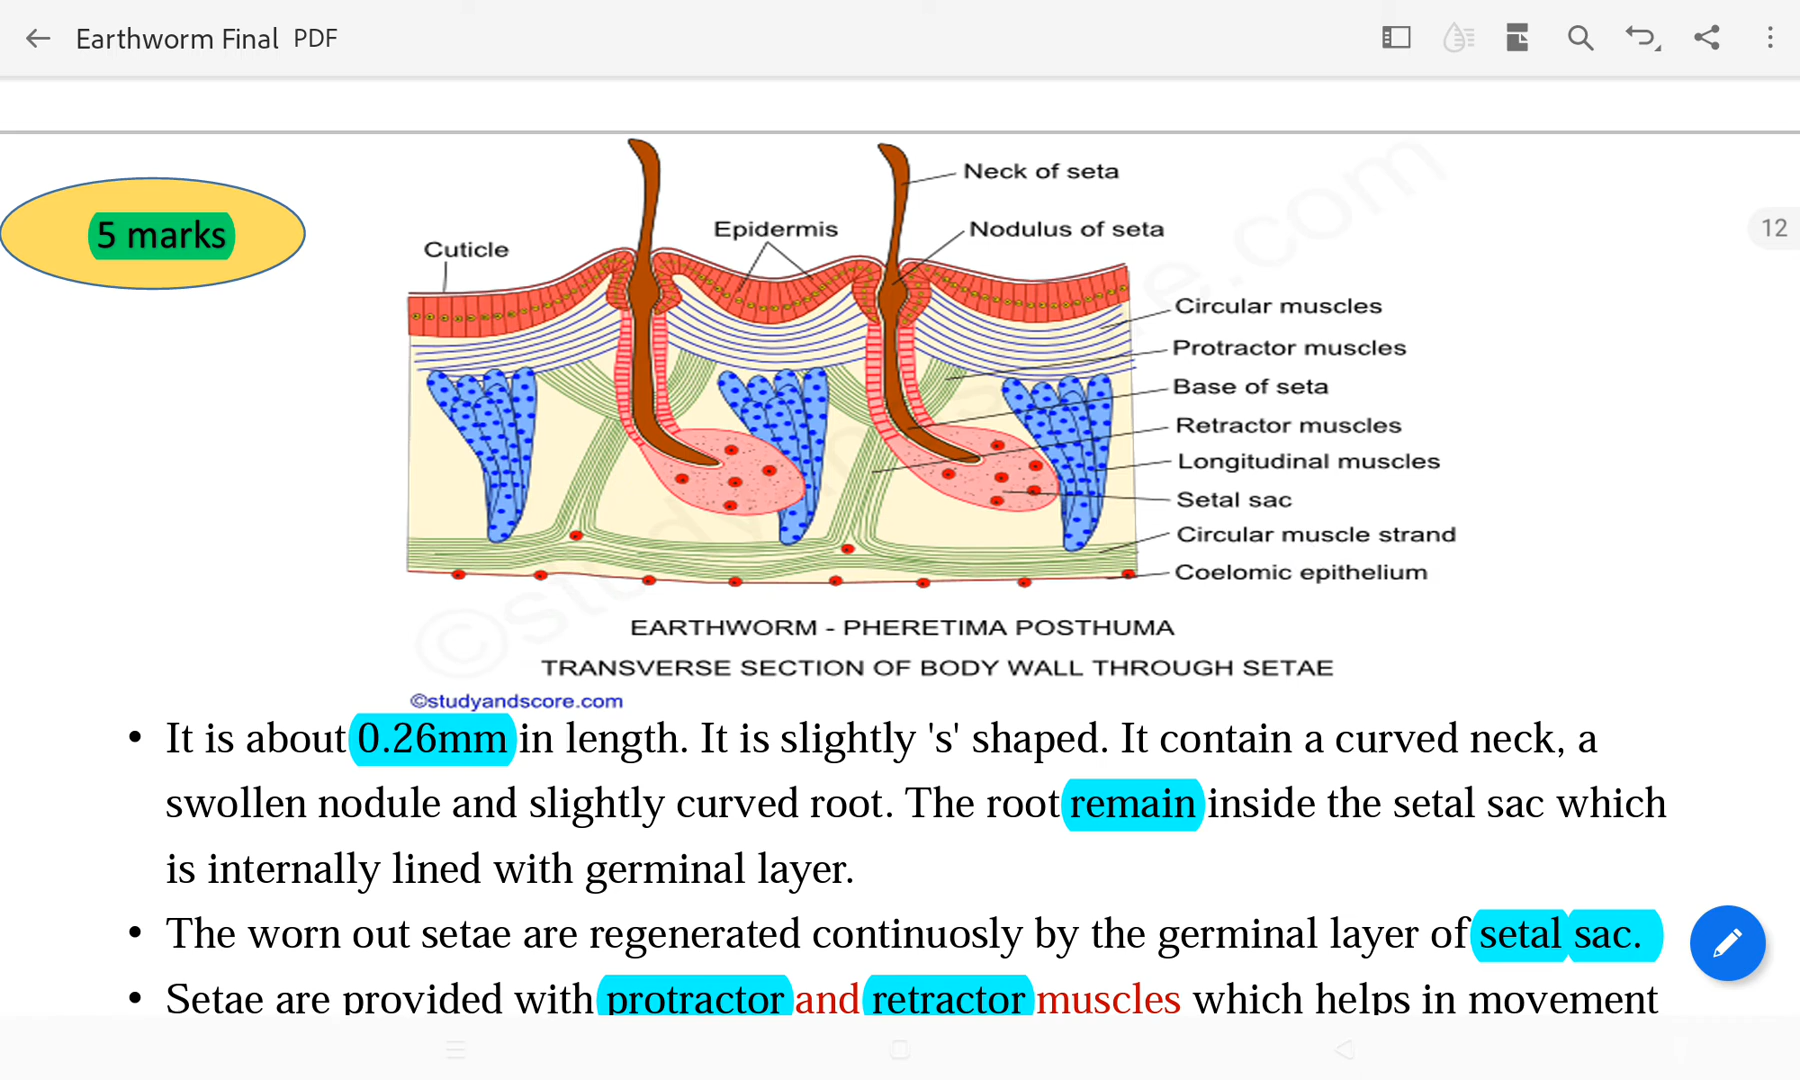 Earthworm Final PDF
12
5 marks
Neck of seta
Epidermis
Nodulus of seta
Cuticle
Circular muscles
Protractor muscles
Base of seta
Retractor muscles
Longitudinal muscles
Setal sac
Circular muscle strand
Coelomic epithelium
EARTHWORM - PHERETIMA POSTHUMA
TRANSVERSE SECTION OF BODY WALL THROUGH SETAE
©studyandscore.com
• It is about 0.26mm in length. It is slightly 's' shaped. It contain a curved neck, a
swollen nodule and slightly curved root. The root remain inside the setal sac which
is internally lined with germinal layer.
• The worn out setae are regenerated continuosly by the germinal layer of setal sac.
• Setae are provided with protractor and retractor muscles which helps in movement